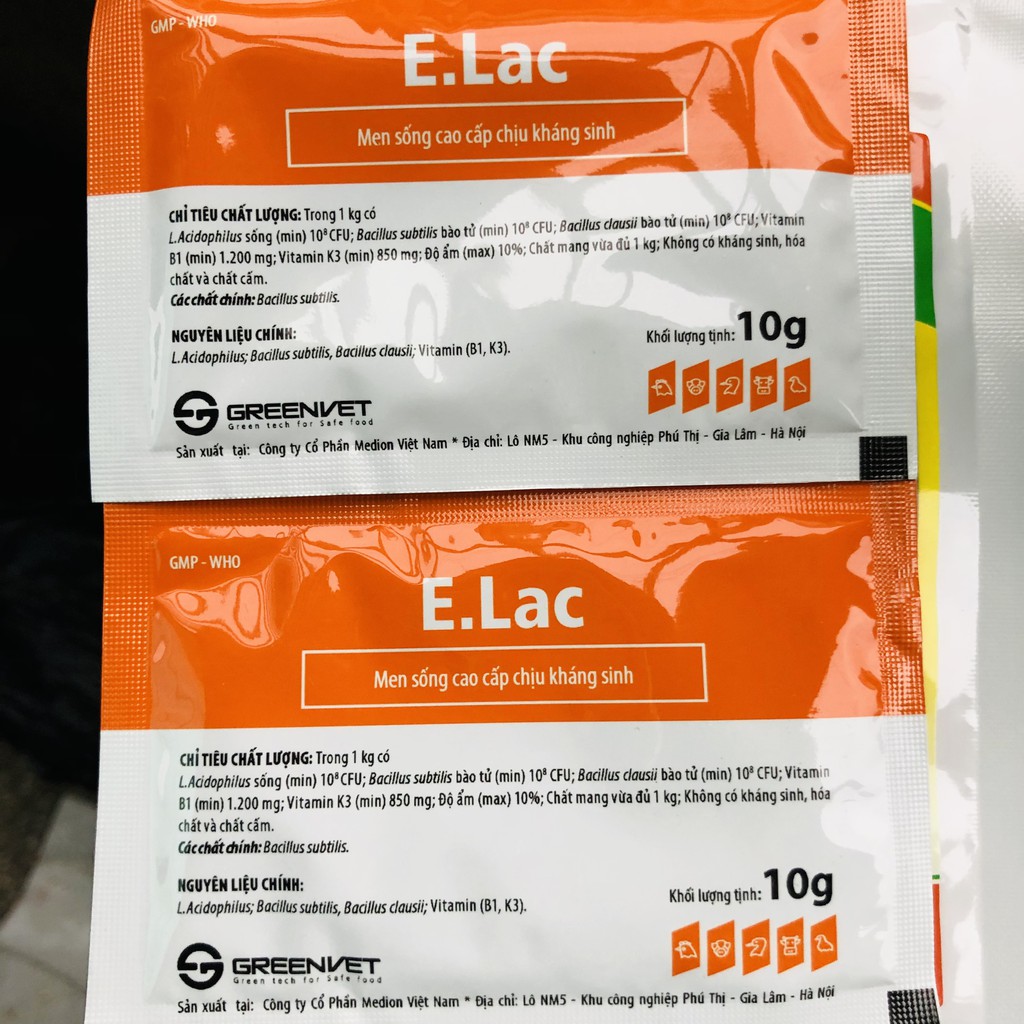 GMP - WHO
E.Lac
Men sống cao cấp chịu kháng sinh
CHỈ TIÊU CHẤT LƯỢNG: Trong 1 kg có
L.Acidophilus sống (min) 10⁸ CFU; Bacillus subtilis bào tử (min) 10⁸ CFU; Bacillus clausii bào tử (min) 10⁸ CFU; Vitamin
B1 (min) 1.200 mg; Vitamin K3 (min) 850 mg; Độ ẩm (max) 10%; Chất mang vừa đủ 1 kg; Không có kháng sinh, hóa
chất và chất cấm.
Các chất chính: Bacillus subtilis.
NGUYÊN LIỆU CHÍNH:
L.Acidophilus; Bacillus subtilis, Bacillus clausii; Vitamin (B1, K3).
Khối lượng tịnh: 10g
GREENVET
Green tech for Safe food
Sản xuất tại: Công ty Cổ Phần Medion Việt Nam * Địa chỉ: Lô NM5 - Khu công nghiệp Phú Thị - Gia Lâm - Hà Nội
GMP - WHO
E.Lac
Men sống cao cấp chịu kháng sinh
CHỈ TIÊU CHẤT LƯỢNG: Trong 1 kg có
L.Acidophilus sống (min) 10⁸ CFU; Bacillus subtilis bào tử (min) 10⁸ CFU; Bacillus clausii bào tử (min) 10⁸ CFU; Vitamin
B1 (min) 1.200 mg; Vitamin K3 (min) 850 mg; Độ ẩm (max) 10%; Chất mang vừa đủ 1 kg; Không có kháng sinh, hóa
chất và chất cấm.
Các chất chính: Bacillus subtilis.
NGUYÊN LIỆU CHÍNH:
L.Acidophilus; Bacillus subtilis, Bacillus clausii; Vitamin (B1, K3).
Khối lượng tịnh: 10g
GREENVET
Green tech for Safe food
Sản xuất tại: Công ty Cổ Phần Medion Việt Nam * Địa chỉ: Lô NM5 - Khu công nghiệp Phú Thị - Gia Lâm - Hà Nội